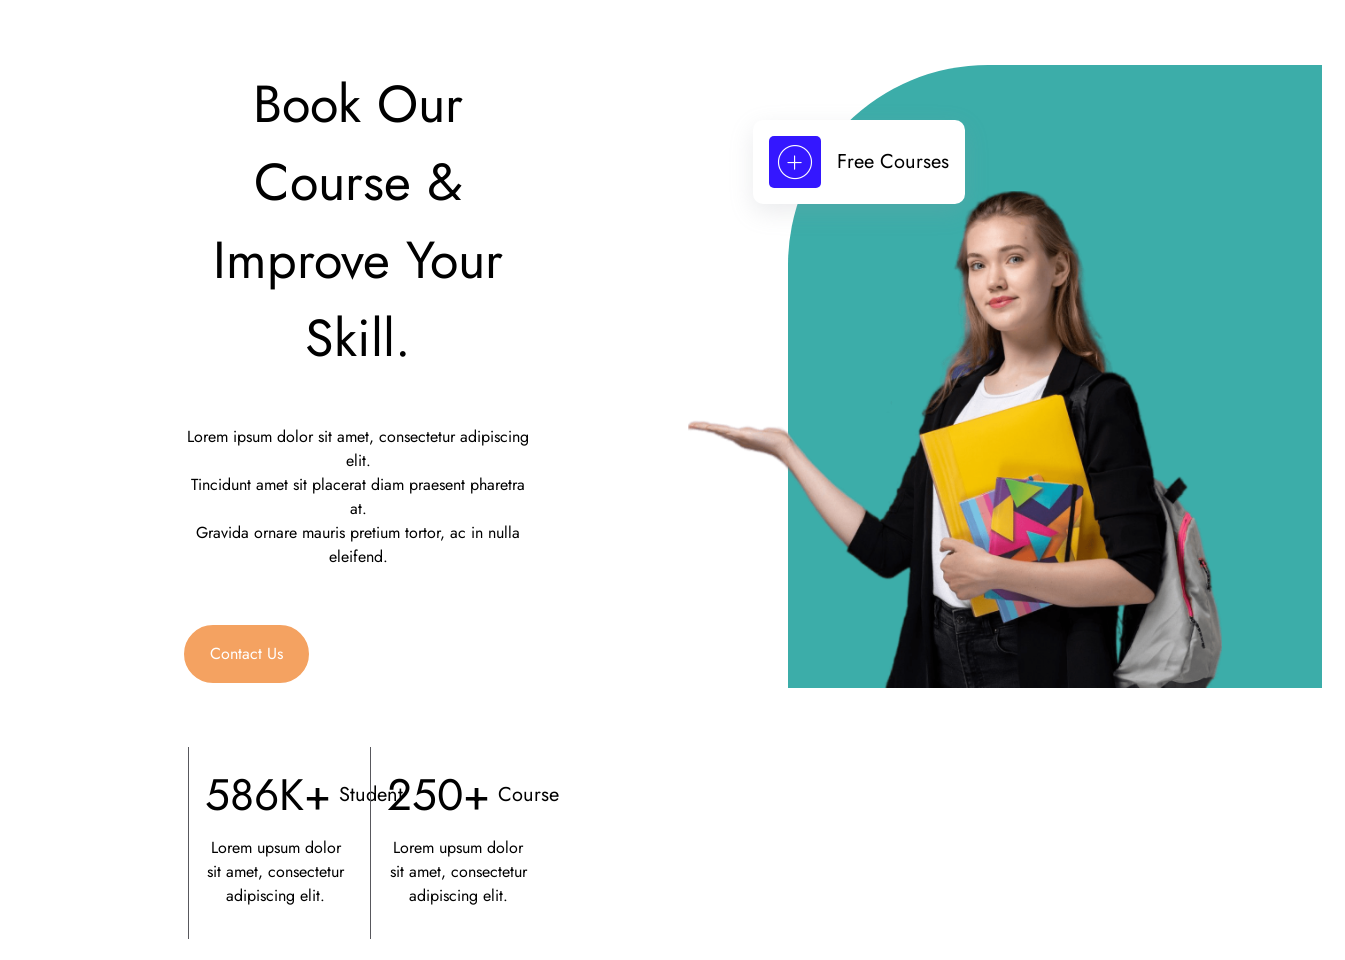 Book Our
Course &
Improve Your
Skill.
Lorem ipsum dolor sit amet, consectetur adipiscing
elit.
Tincidunt amet sit placerat diam praesent pharetra
at.
Gravida ornare mauris pretium tortor, ac in nulla
eleifend.
Contact Us
586K+ Student
Lorem upsum dolor
sit amet, consectetur
adipiscing elit.
250+ Course
Lorem upsum dolor
sit amet, consectetur
adipiscing elit.
Free Courses